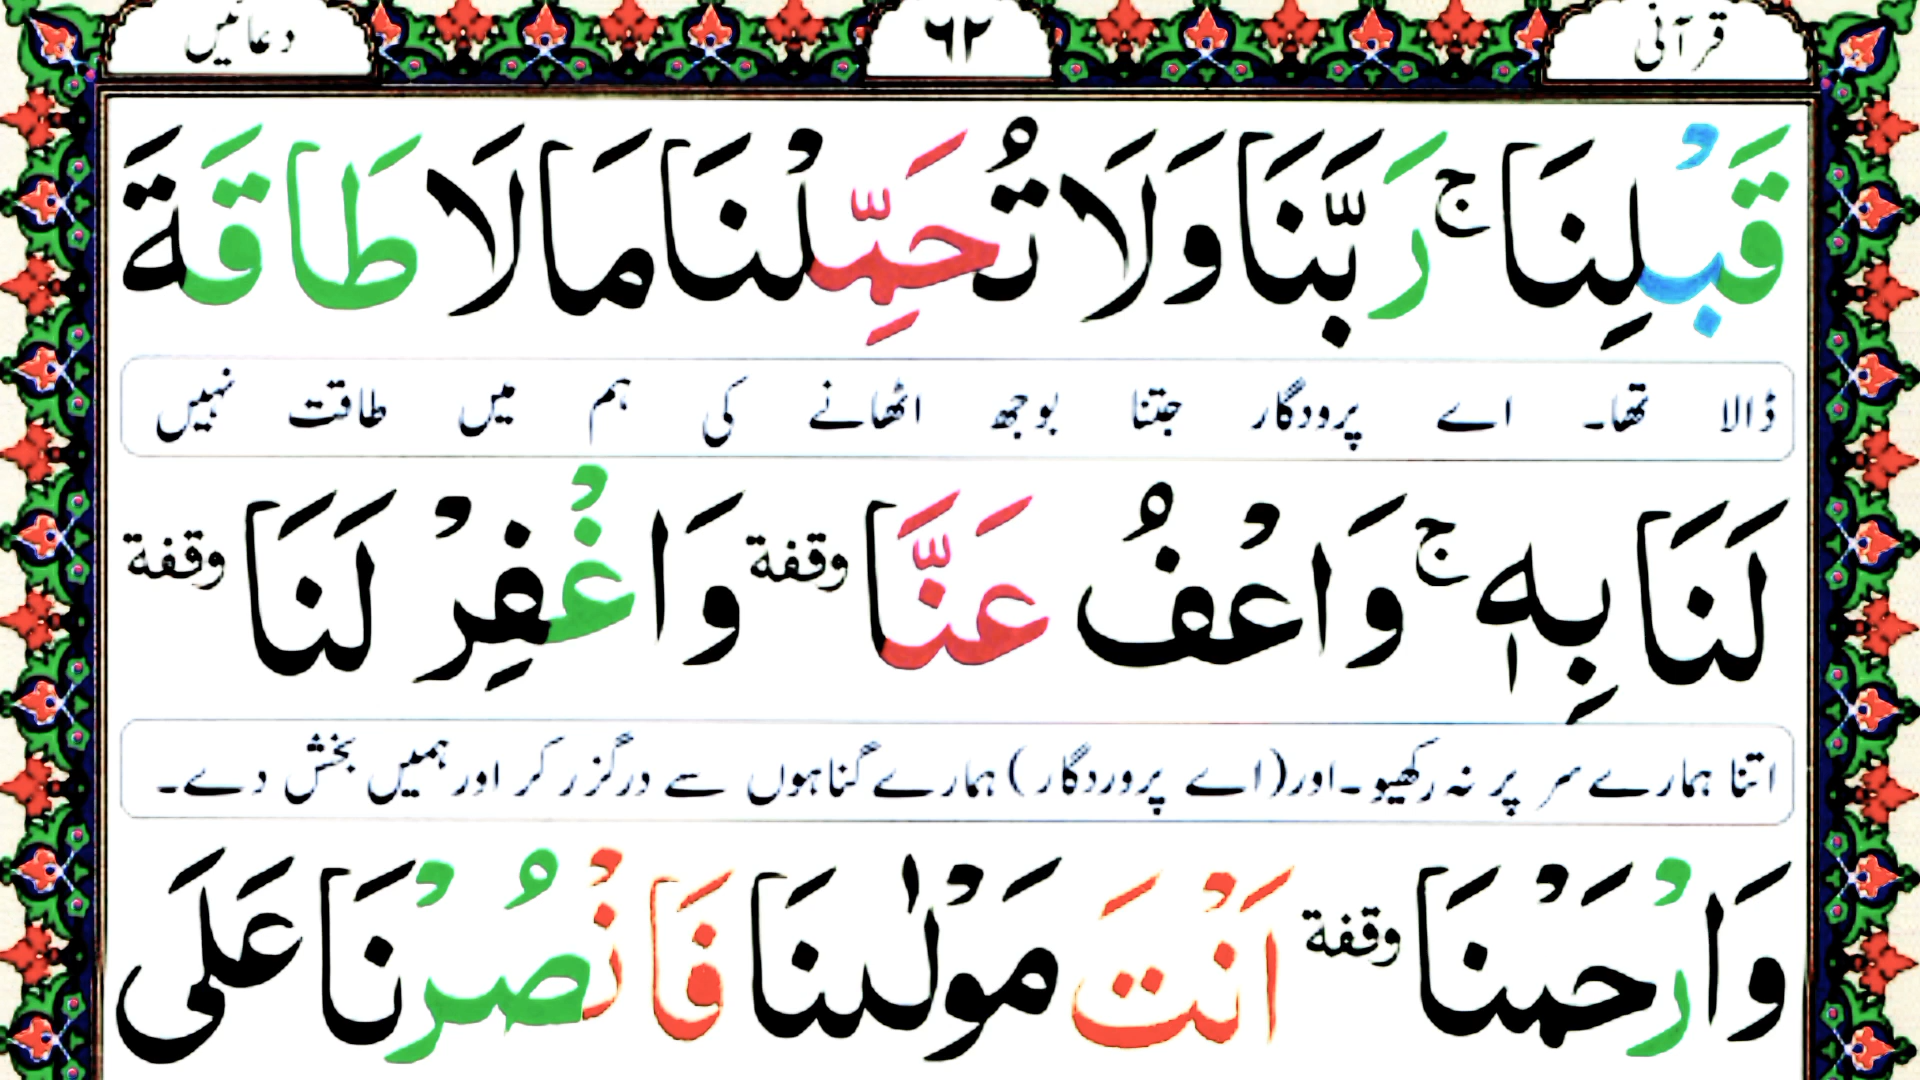 قرآنی ٦٢ دعائیں
قَبْلِنَا ج رَبَّنَا وَلَا تُحَمِّلْنَا مَا لَا طَاقَةَ
ڈالا تھا۔ اے پرودگار جتنا بوجھ اٹھانے کی ہم میں طاقت نہیں
لَنَا بِهٖ ج وَاعْفُ عَنَّا وقفة وَاغْفِرْ لَنَا وقفة
اتنا ہمارے سر پر نہ رکھیو۔اور(اے پروردگار) ہمارے گناہوں سے درگزر کر اور ہمیں بخش دے۔
وَارْحَمْنَا وقفة اَنْتَ مَوْلٰىنَا فَانْصُرْنَا عَلَى